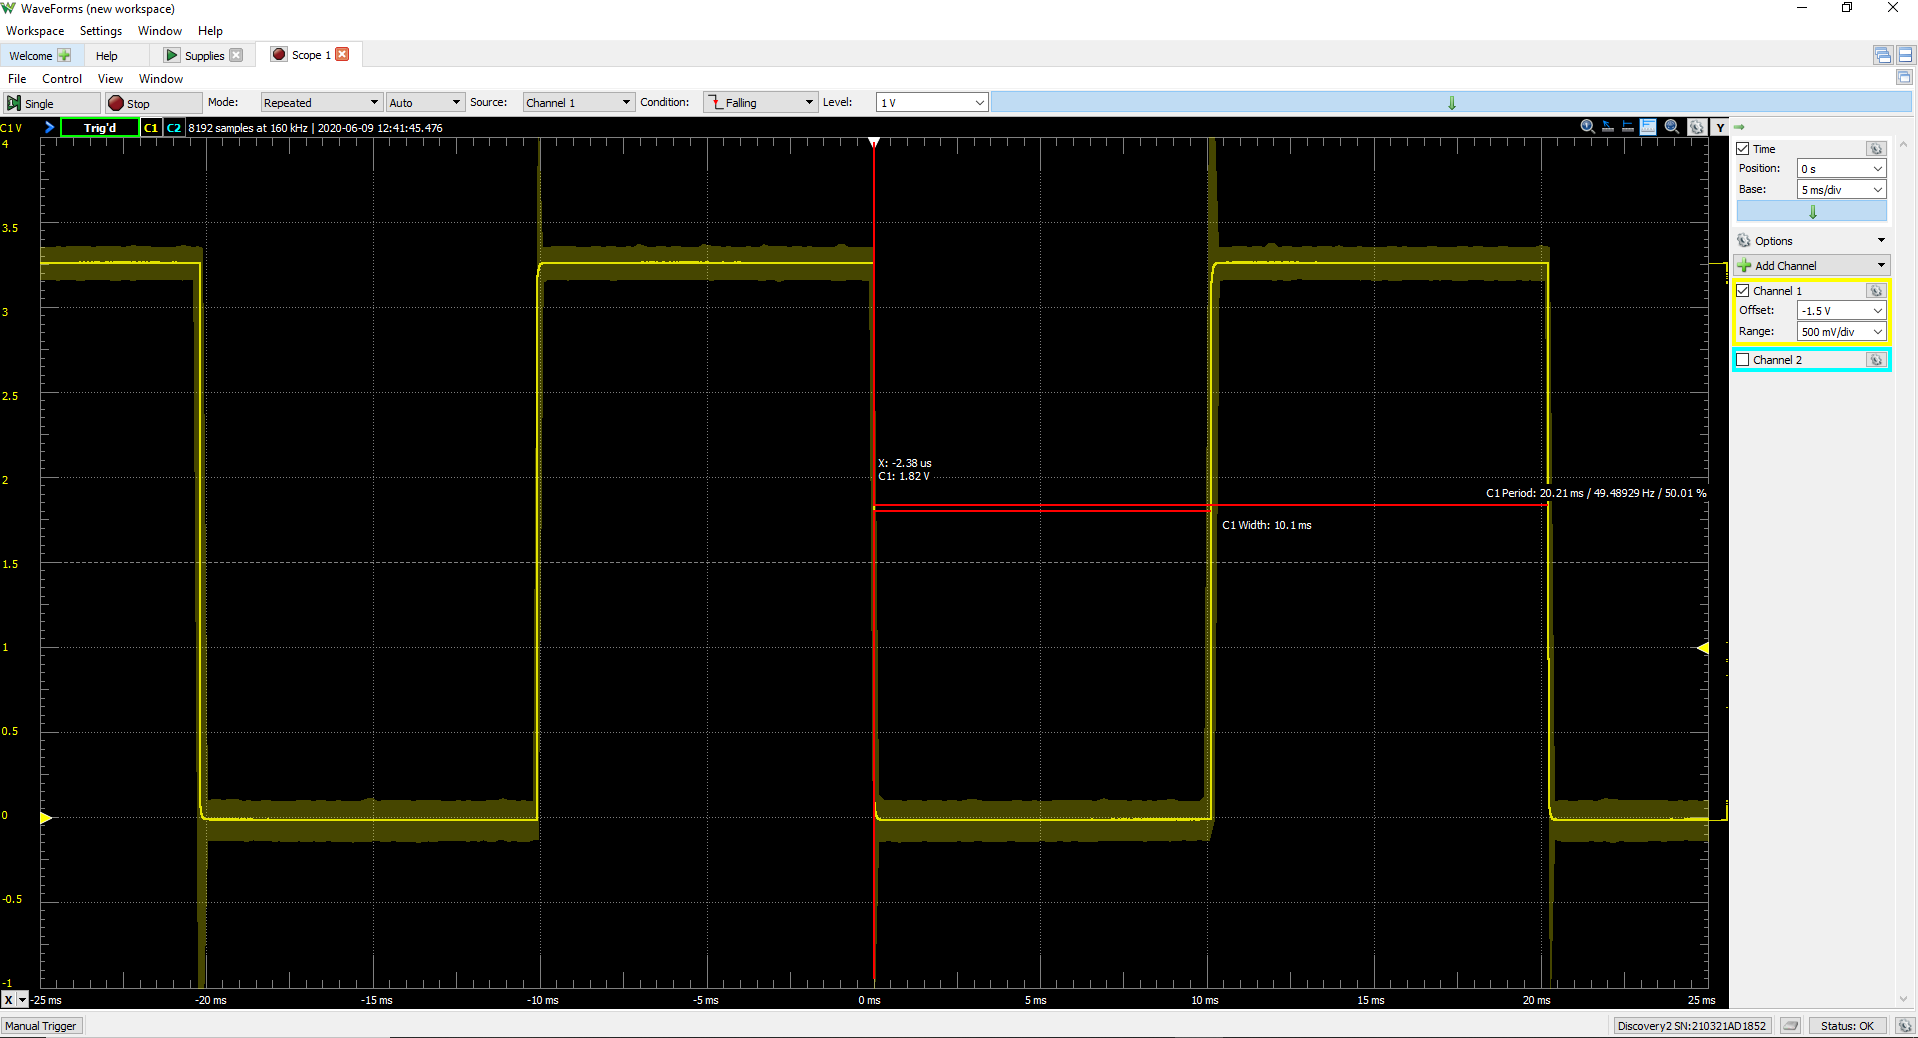 WaveForms (new workspace)
Workspace Settings Window Help
Welcome Help Supplies Scope 1
File Control View Window
Single Stop Mode: Repeated Auto Source: Channel 1 Condition: Falling Level: 1 V
C1 V Trig'd C1 C2 8192 samples at 160 kHz | 2020-06-09 12:41:45.476 Y
4
3.5
3
2.5
2
1.5
1
0.5
0
-0.5
-1
X: -2.38 us
C1: 1.82 V
C1 Period: 20.21 ms / 49.48929 Hz / 50.01 %
C1 Width: 10.1 ms
Time
Position: 0 s
Base: 5 ms/div
Options
Add Channel
Channel 1
Offset: -1.5 V
Range: 500 mV/div
Channel 2
X -25 ms -20 ms -15 ms -10 ms -5 ms 0 ms 5 ms 10 ms 15 ms 20 ms 25 ms
Manual Trigger Discovery2 SN:210321AD1852 Status: OK